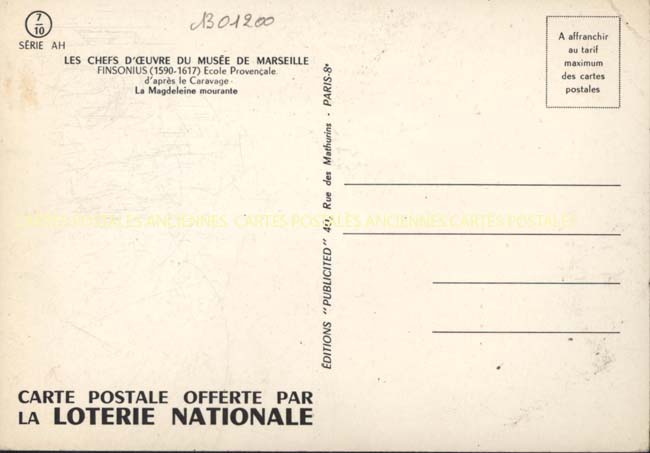 7
10
SÉRIE AH
1301200
LES CHEFS D'ŒUVRE DU MUSÉE DE MARSEILLE
FINSONIUS (1590-1617) Ecole Provençale
d'après le Caravage -
La Magdeleine mourante
A affranchir
au tarif
maximum
des cartes
postales
ÉDITIONS "PUBLICITED" 40, Rue des Mathurins - PARIS-8e
CARTES POSTALES ANCIENNES CARTES POSTALES ANCIENNES CARTES POSTALES
CARTE POSTALE OFFERTE PAR
LA LOTERIE NATIONALE